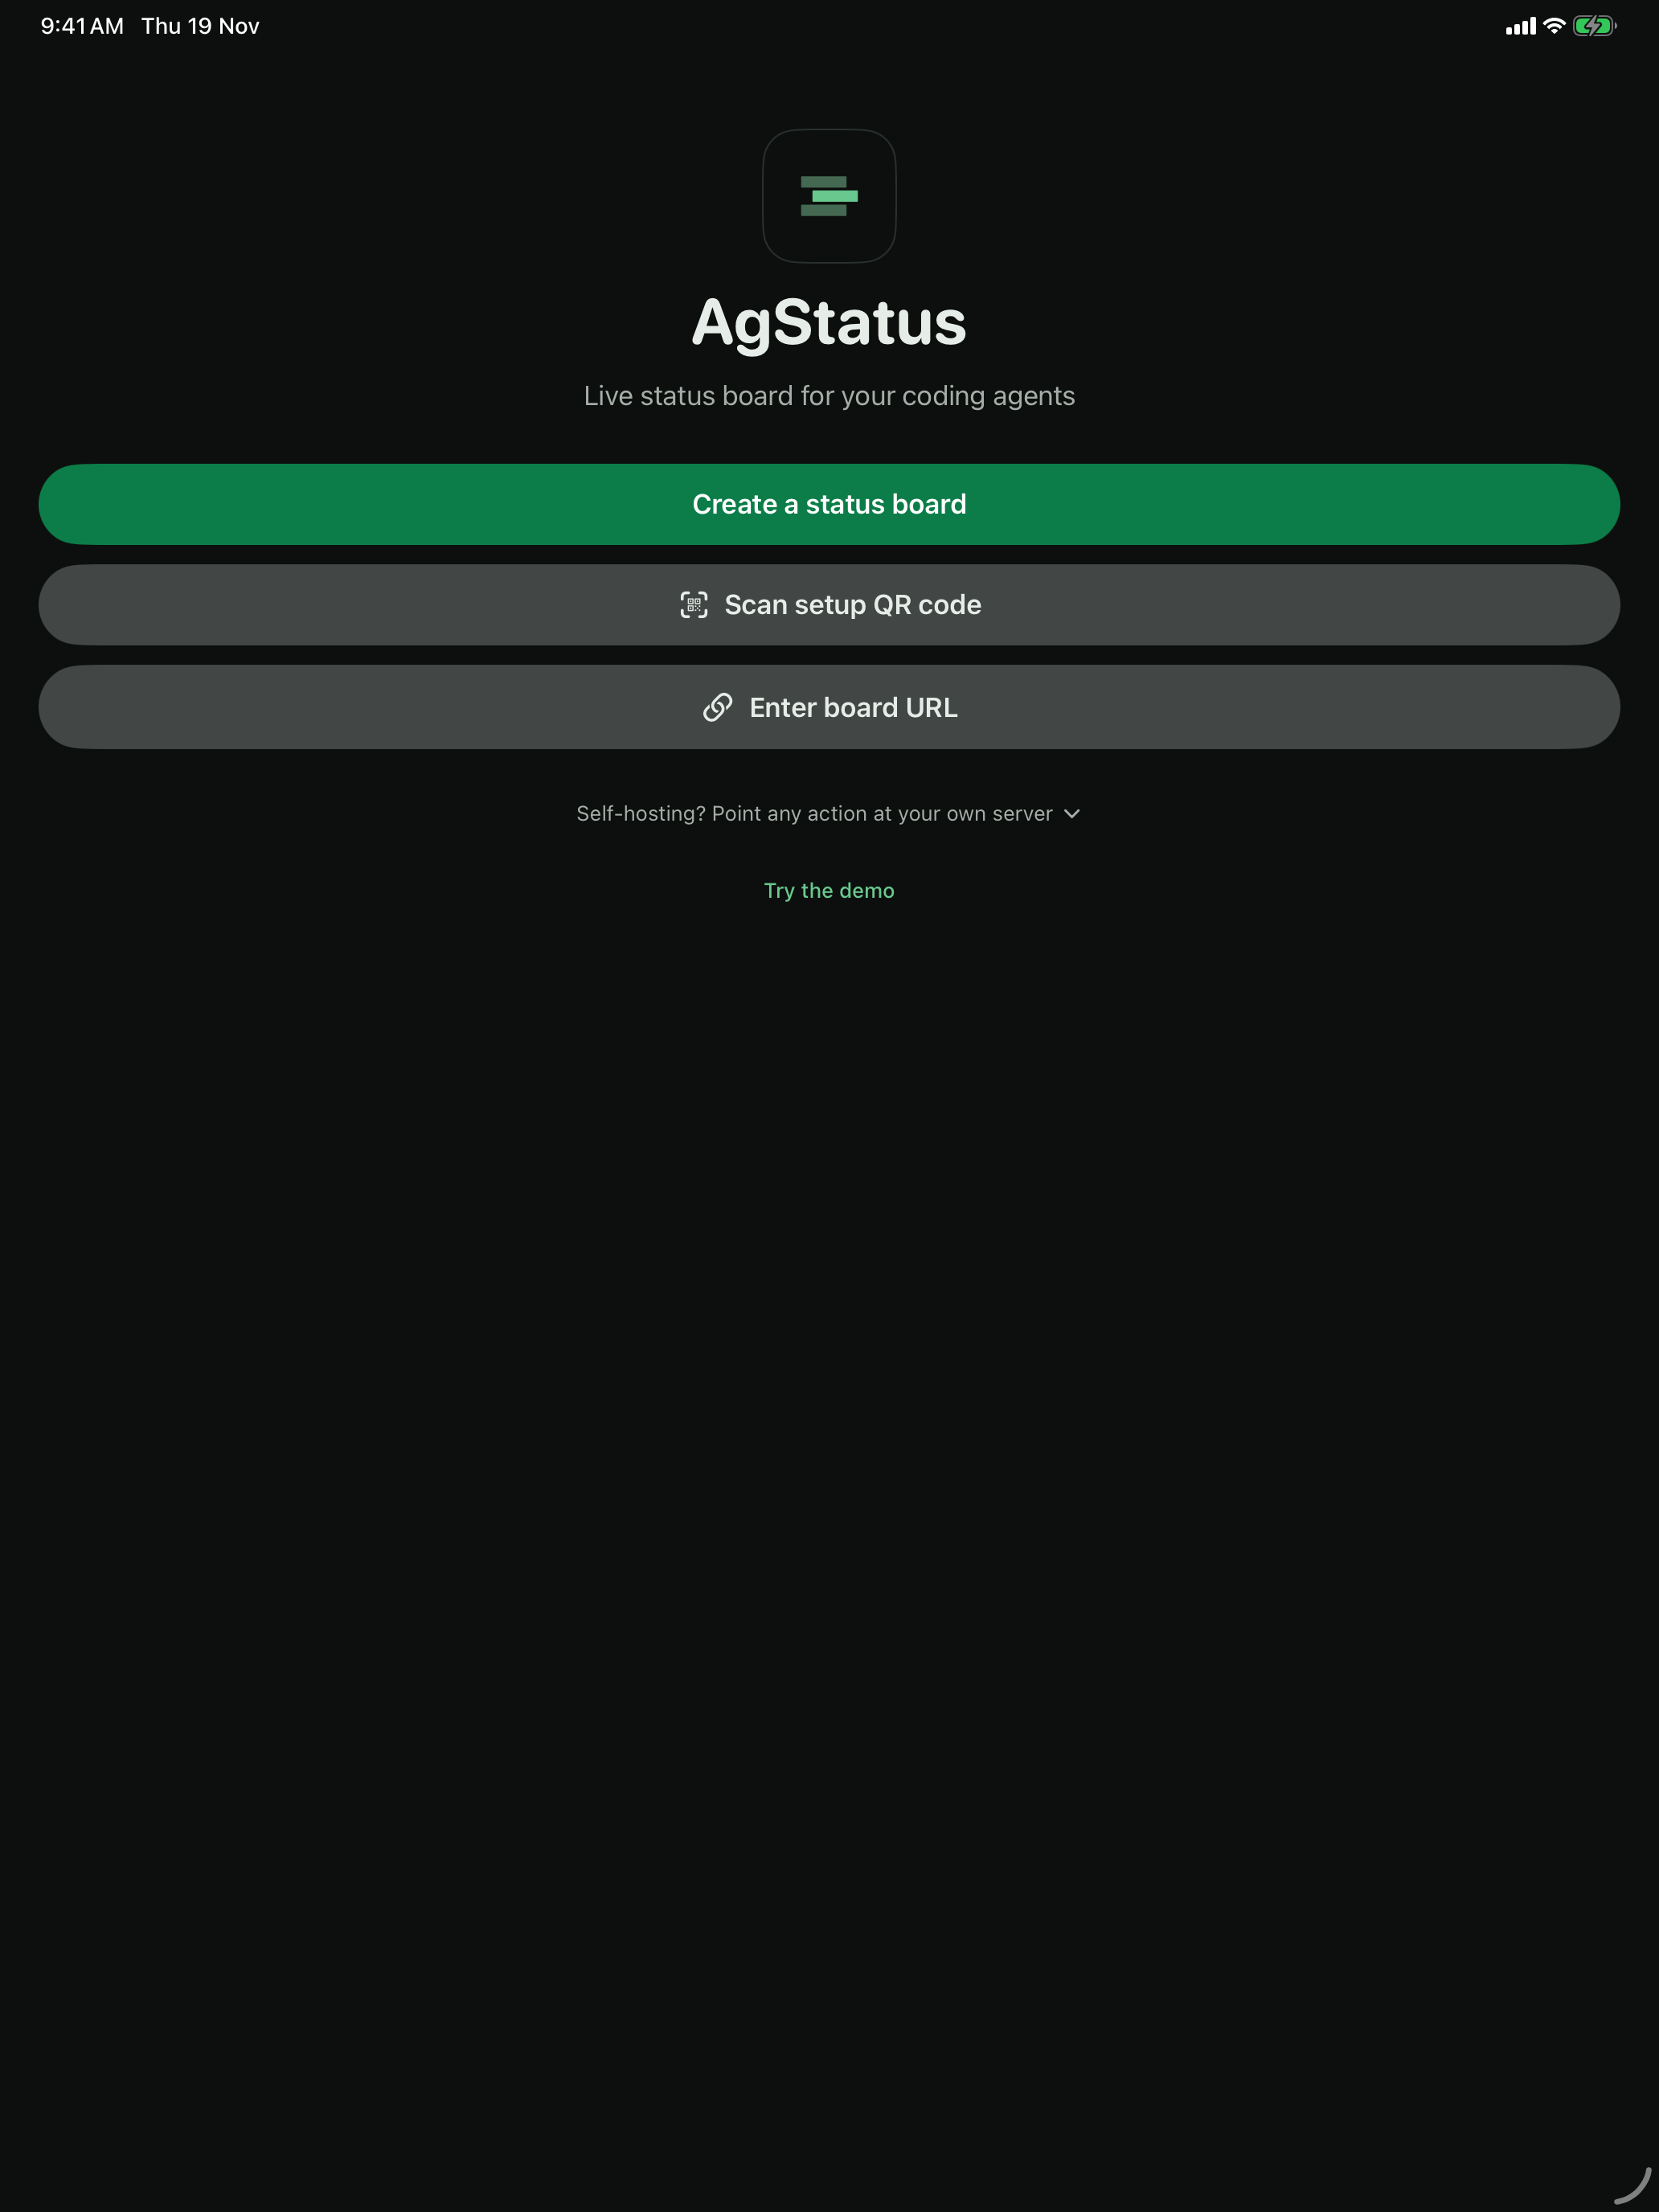 9:41 AM Thu 19 Nov
AgStatus
Live status board for your coding agents
Create a status board
Scan setup QR code
Enter board URL
Self-hosting? Point any action at your own server
Try the demo